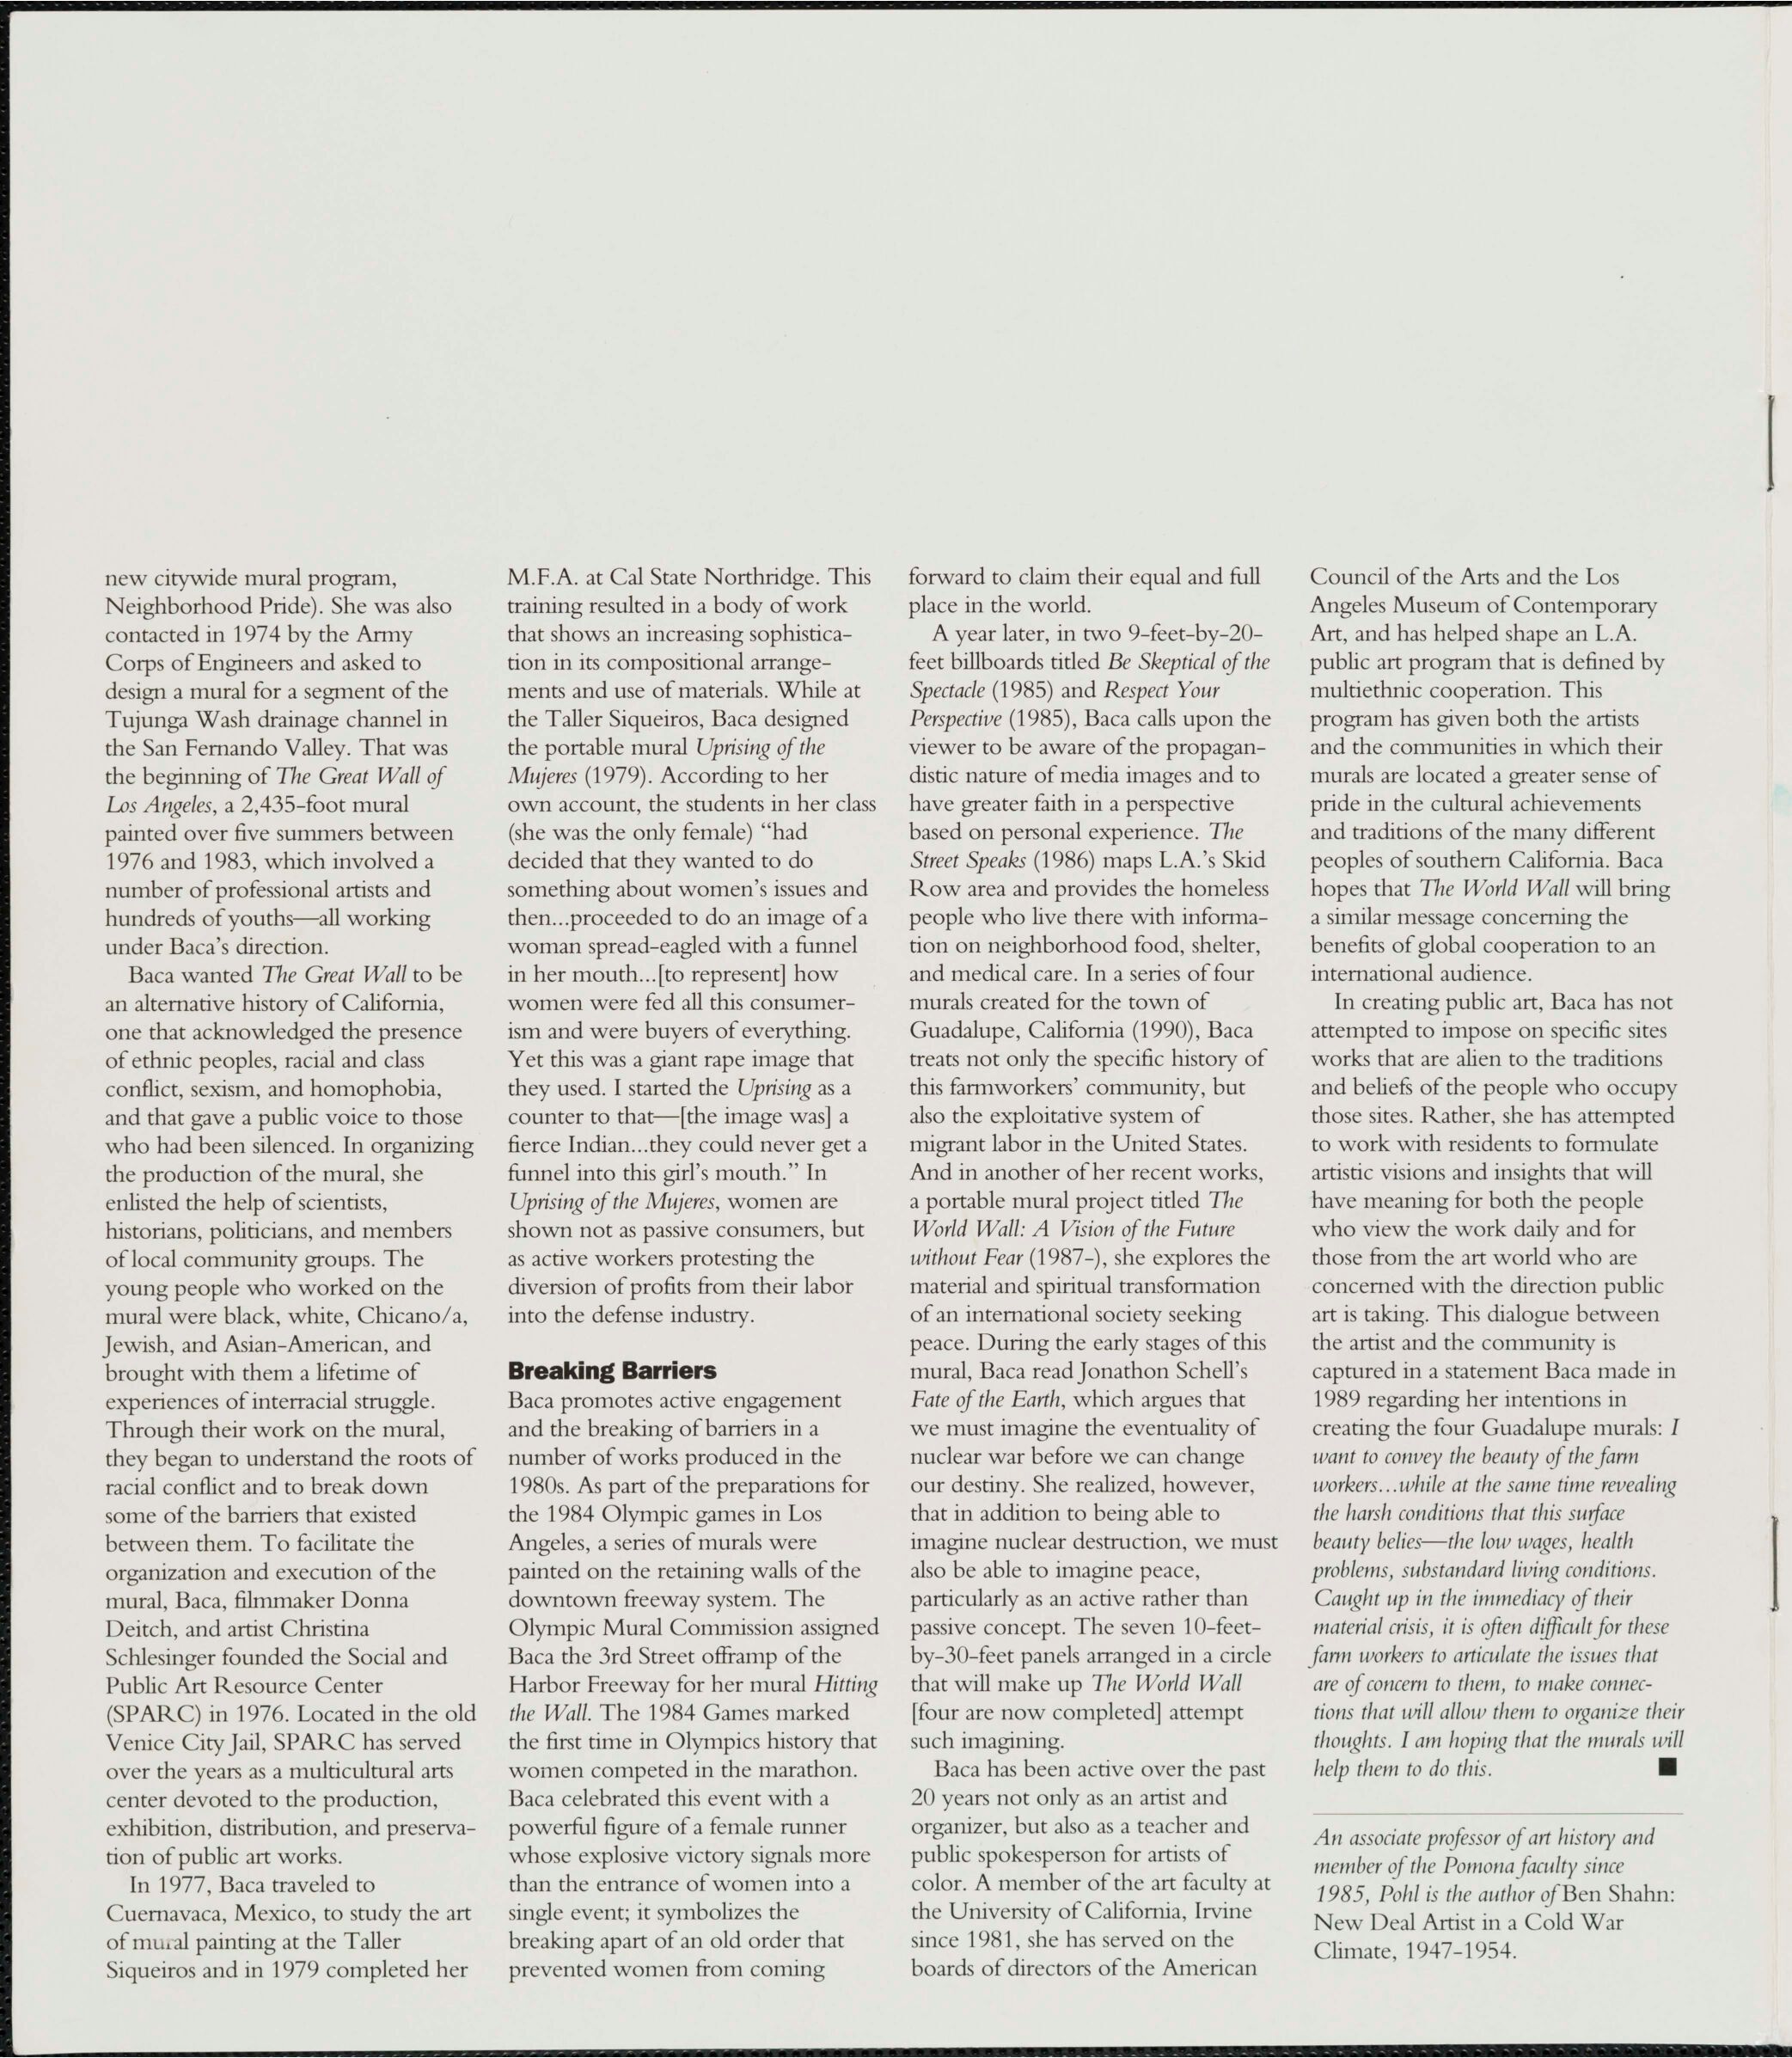 new citywide mural program,
Neighborhood Pride). She was also
contacted in 1974 by the Army
Corps of Engineers and asked to
design a mural for a segment of the
Tujunga Wash drainage channel in
the San Fernando Valley. That was
the beginning of The Great Wall of
Los Angeles, a 2,435-foot mural
painted over five summers between
1976 and 1983, which involved a
number of professional artists and
hundreds of youths—all working
under Baca's direction.
Baca wanted The Great Wall to be
an alternative history of California,
one that acknowledged the presence
of ethnic peoples, racial and class
conflict, sexism, and homophobia,
and that gave a public voice to those
who had been silenced. In organizing
the production of the mural, she
enlisted the help of scientists,
historians, politicians, and members
of local community groups. The
young people who worked on the
mural were black, white, Chicano/a,
Jewish, and Asian-American, and
brought with them a lifetime of
experiences of interracial struggle.
Through their work on the mural,
they began to understand the roots of
racial conflict and to break down
some of the barriers that existed
between them. To facilitate the
organization and execution of the
mural, Baca, filmmaker Donna
Deitch, and artist Christina
Schlesinger founded the Social and
Public Art Resource Center
(SPARC) in 1976. Located in the old
Venice City Jail, SPARC has served
over the years as a multicultural arts
center devoted to the production,
exhibition, distribution, and preserva-
tion of public art works.
In 1977, Baca traveled to
Cuernavaca, Mexico, to study the art
of mural painting at the Taller
Siqueiros and in 1979 completed her
M.F.A. at Cal State Northridge. This
training resulted in a body of work
that shows an increasing sophistica-
tion in its compositional arrange-
ments and use of materials. While at
the Taller Siqueiros, Baca designed
the portable mural Uprising of the
Mujeres (1979). According to her
own account, the students in her class
(she was the only female) "had
decided that they wanted to do
something about women's issues and
then...proceeded to do an image of a
woman spread-eagled with a funnel
in her mouth...[to represent] how
women were fed all this consumer-
ism and were buyers of everything.
Yet this was a giant rape image that
they used. I started the Uprising as a
counter to that—[the image was] a
fierce Indian...they could never get a
funnel into this girl's mouth." In
Uprising of the Mujeres, women are
shown not as passive consumers, but
as active workers protesting the
diversion of profits from their labor
into the defense industry.
Breaking Barriers
Baca promotes active engagement
and the breaking of barriers in a
number of works produced in the
1980s. As part of the preparations for
the 1984 Olympic games in Los
Angeles, a series of murals were
painted on the retaining walls of the
downtown freeway system. The
Olympic Mural Commission assigned
Baca the 3rd Street offramp of the
Harbor Freeway for her mural Hitting
the Wall. The 1984 Games marked
the first time in Olympics history that
women competed in the marathon.
Baca celebrated this event with a
powerful figure of a female runner
whose explosive victory signals more
than the entrance of women into a
single event; it symbolizes the
breaking apart of an old order that
prevented women from coming
forward to claim their equal and full
place in the world.
A year later, in two 9-feet-by-20-
feet billboards titled Be Skeptical of the
Spectacle (1985) and Respect Your
Perspective (1985), Baca calls upon the
viewer to be aware of the propagan-
distic nature of media images and to
have greater faith in a perspective
based on personal experience. The
Street Speaks (1986) maps L.A.'s Skid
Row area and provides the homeless
people who live there with informa-
tion on neighborhood food, shelter,
and medical care. In a series of four
murals created for the town of
Guadalupe, California (1990), Baca
treats not only the specific history of
this farmworkers' community, but
also the exploitative system of
migrant labor in the United States.
And in another of her recent works,
a portable mural project titled The
World Wall: A Vision of the Future
without Fear (1987-), she explores the
material and spiritual transformation
of an international society seeking
peace. During the early stages of this
mural, Baca read Jonathon Schell's
Fate of the Earth, which argues that
we must imagine the eventuality of
nuclear war before we can change
our destiny. She realized, however,
that in addition to being able to
imagine nuclear destruction, we must
also be able to imagine peace,
particularly as an active rather than
passive concept. The seven 10-feet-
by-30-feet panels arranged in a circle
that will make up The World Wall
[four are now completed] attempt
such imagining.
Baca has been active over the past
20 years not only as an artist and
organizer, but also as a teacher and
public spokesperson for artists of
color. A member of the art faculty at
the University of California, Irvine
since 1981, she has served on the
boards of directors of the American
Council of the Arts and the Los
Angeles Museum of Contemporary
Art, and has helped shape an L.A.
public art program that is defined by
multiethnic cooperation. This
program has given both the artists
and the communities in which their
murals are located a greater sense of
pride in the cultural achievements
and traditions of the many different
peoples of southern California. Baca
hopes that The World Wall will bring
a similar message concerning the
benefits of global cooperation to an
international audience.
In creating public art, Baca has not
attempted to impose on specific sites
works that are alien to the traditions
and beliefs of the people who occupy
those sites. Rather, she has attempted
to work with residents to formulate
artistic visions and insights that will
have meaning for both the people
who view the work daily and for
those from the art world who are
concerned with the direction public
art is taking. This dialogue between
the artist and the community is
captured in a statement Baca made in
1989 regarding her intentions in
creating the four Guadalupe murals: I
want to convey the beauty of the farm
workers...while at the same time revealing
the harsh conditions that this surface
beauty belies—the low wages, health
problems, substandard living conditions.
Caught up in the immediacy of their
material crisis, it is often difficult for these
farm workers to articulate the issues that
are of concern to them, to make connec-
tions that will allow them to organize their
thoughts. I am hoping that the murals will
help them to do this. ■
An associate professor of art history and
member of the Pomona faculty since
1985, Pohl is the author of Ben Shahn:
New Deal Artist in a Cold War
Climate, 1947-1954.